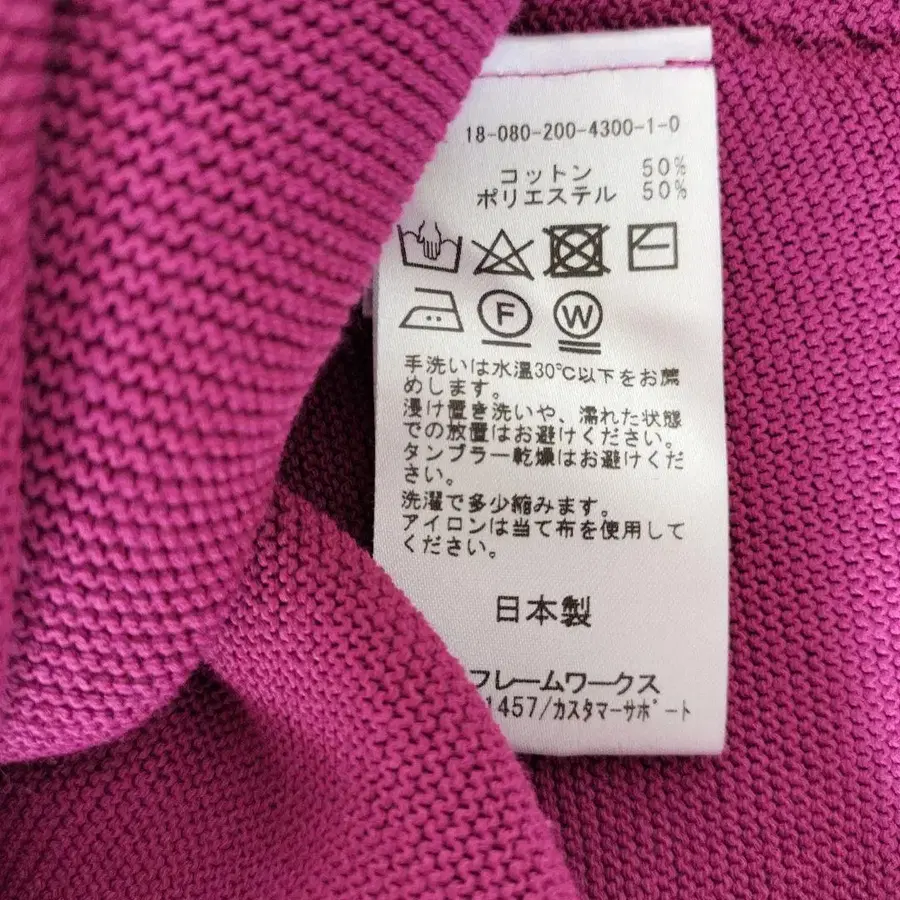 18-080-200-4300-1-0
コットン 50%
ポリエステル 50%
F W
手洗いは水温30℃以下をお薦
めします。
浸け置き洗いや、濡れた状態
での放置はお避けください。
タンブラー乾燥はお避けくだ
さい。
洗濯で多少縮みます。
アイロンは当て布を使用して
ください。
日本製
フレームワークス
1457/カスタマーサポート